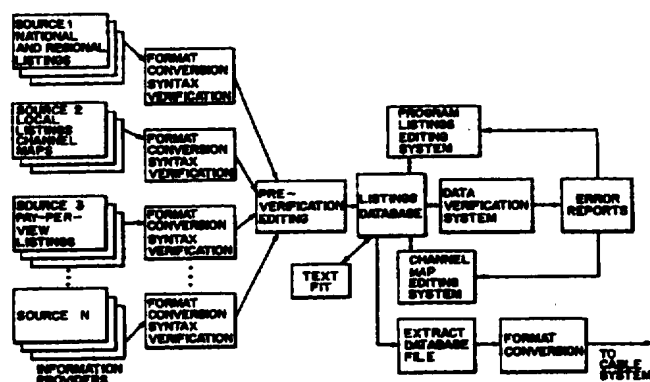 SOURCE 1
NATIONAL
AND REGIONAL
LISTINGS
FORMAT
CONVERSION
SYNTAX
VERIFICATION
SOURCE 2
LOCAL
LISTINGS
CHANNEL
MAPS
FORMAT
CONVERSION
SYNTAX
VERIFICATION
SOURCE 3
PAY-PER-
VIEW
LISTINGS
FORMAT
CONVERSION
SYNTAX
VERIFICATION
SOURCE N
INFORMATION
PROVIDERS
FORMAT
CONVERSION
SYNTAX
VERIFICATION
PRE-
VERIFICATION
EDITING
LISTINGS
DATABASE
TEXT
FIT
PROGRAM
LISTINGS
EDITING
SYSTEM
DATA
VERIFICATION
SYSTEM
ERROR
REPORTS
CHANNEL
MAP
EDITING
SYSTEM
EXTRACT
DATABASE
FILE
FORMAT
CONVERSION
TO
CABLE
SYSTEM